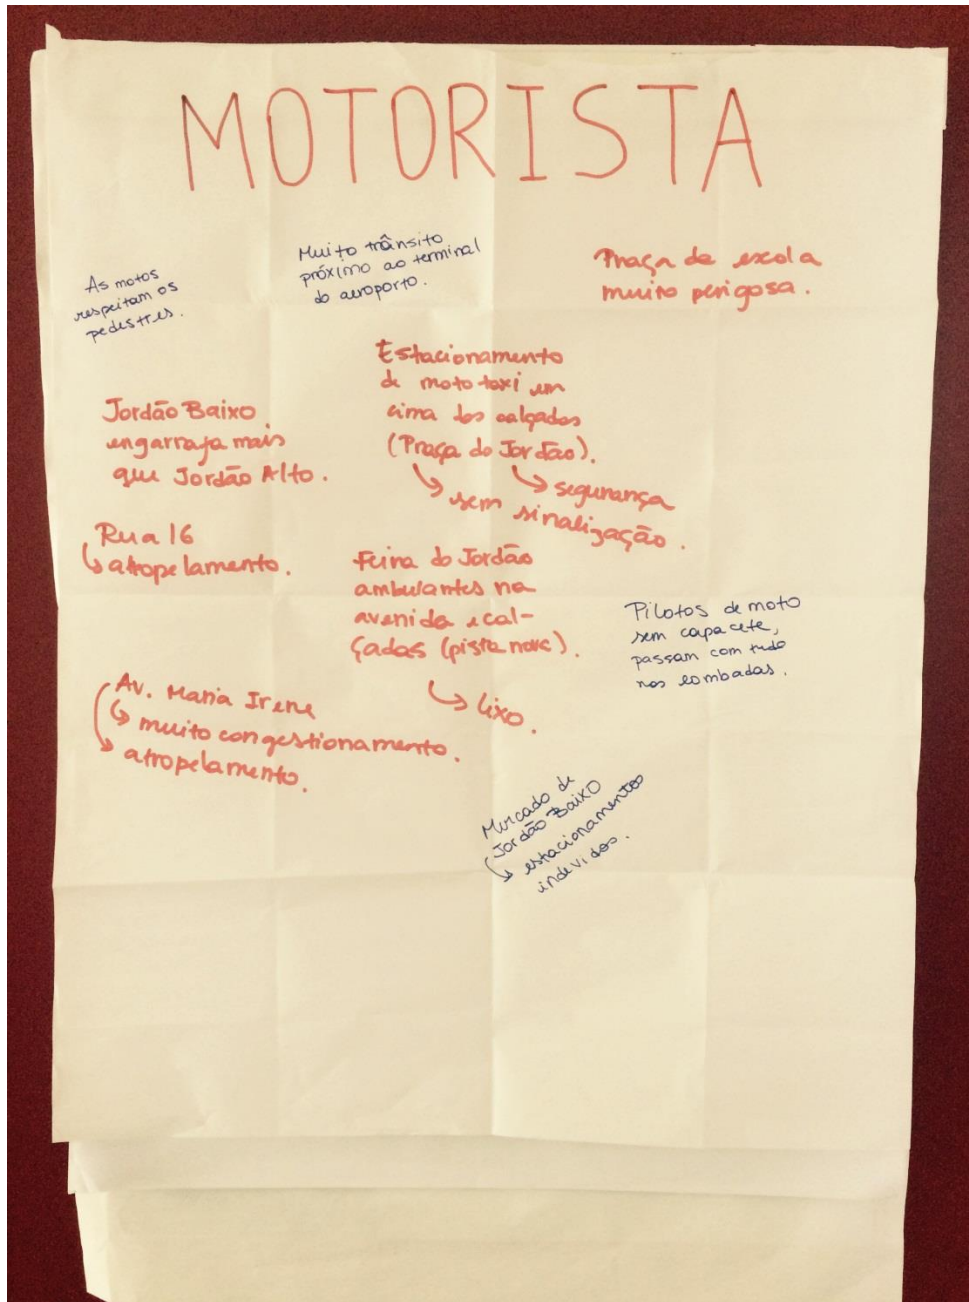 MOTORISTA
As motos
respeitam os
pedestres.
Muito trânsito
próximo ao terminal
do aeroporto.
Praça da escola
muito perigosa.
Jordão Baixo
engarrafa mais
que Jordão Alto.
Estacionamento
de moto taxi em
cima das calçadas
(Praça do Jordão).
↳ segurança
↳ sem sinalização.
Rua 16
↳ atropelamento.
Feira do Jordão
ambulantes na
avenida e cal-
çadas (pista nova).
↳ lixo.
Pilotos de moto
sem capacete,
passam com tudo
nas lombadas.
Av. Maria Irene
↳ muito congestionamento.
↳ atropelamento.
Mercado de
Jordão Baixo
↳ estacionamentos
indevidos.